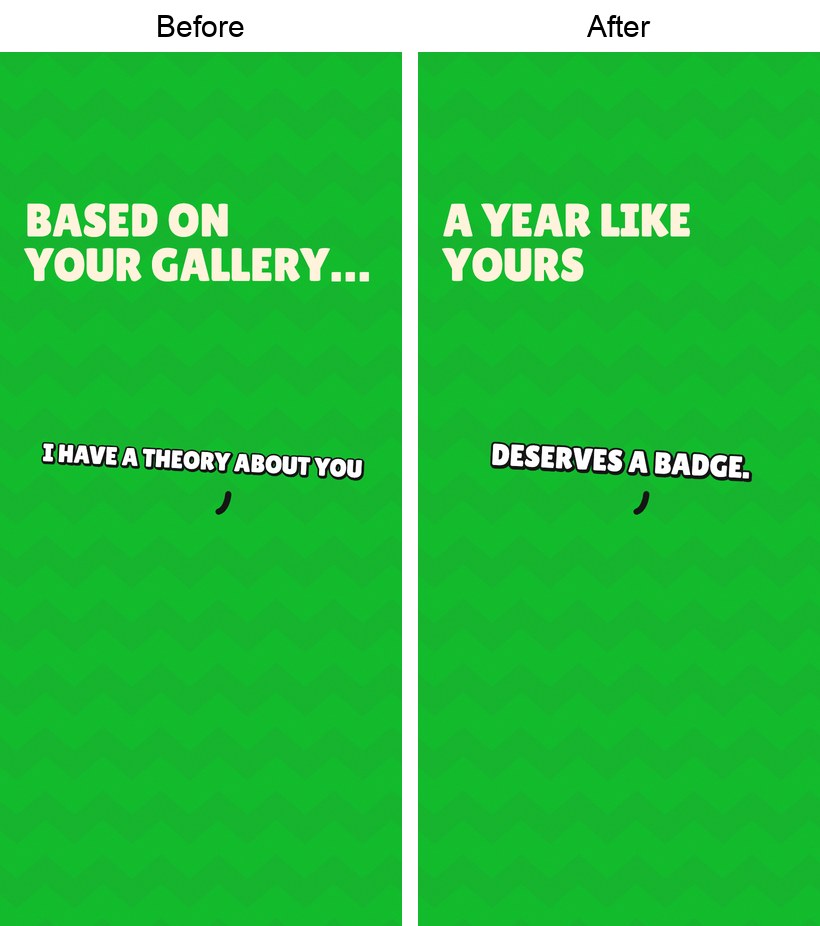 Before
After
BASED ON
YOUR GALLERY...
I HAVE A THEORY ABOUT YOU
A YEAR LIKE
YOURS
DESERVES A BADGE.